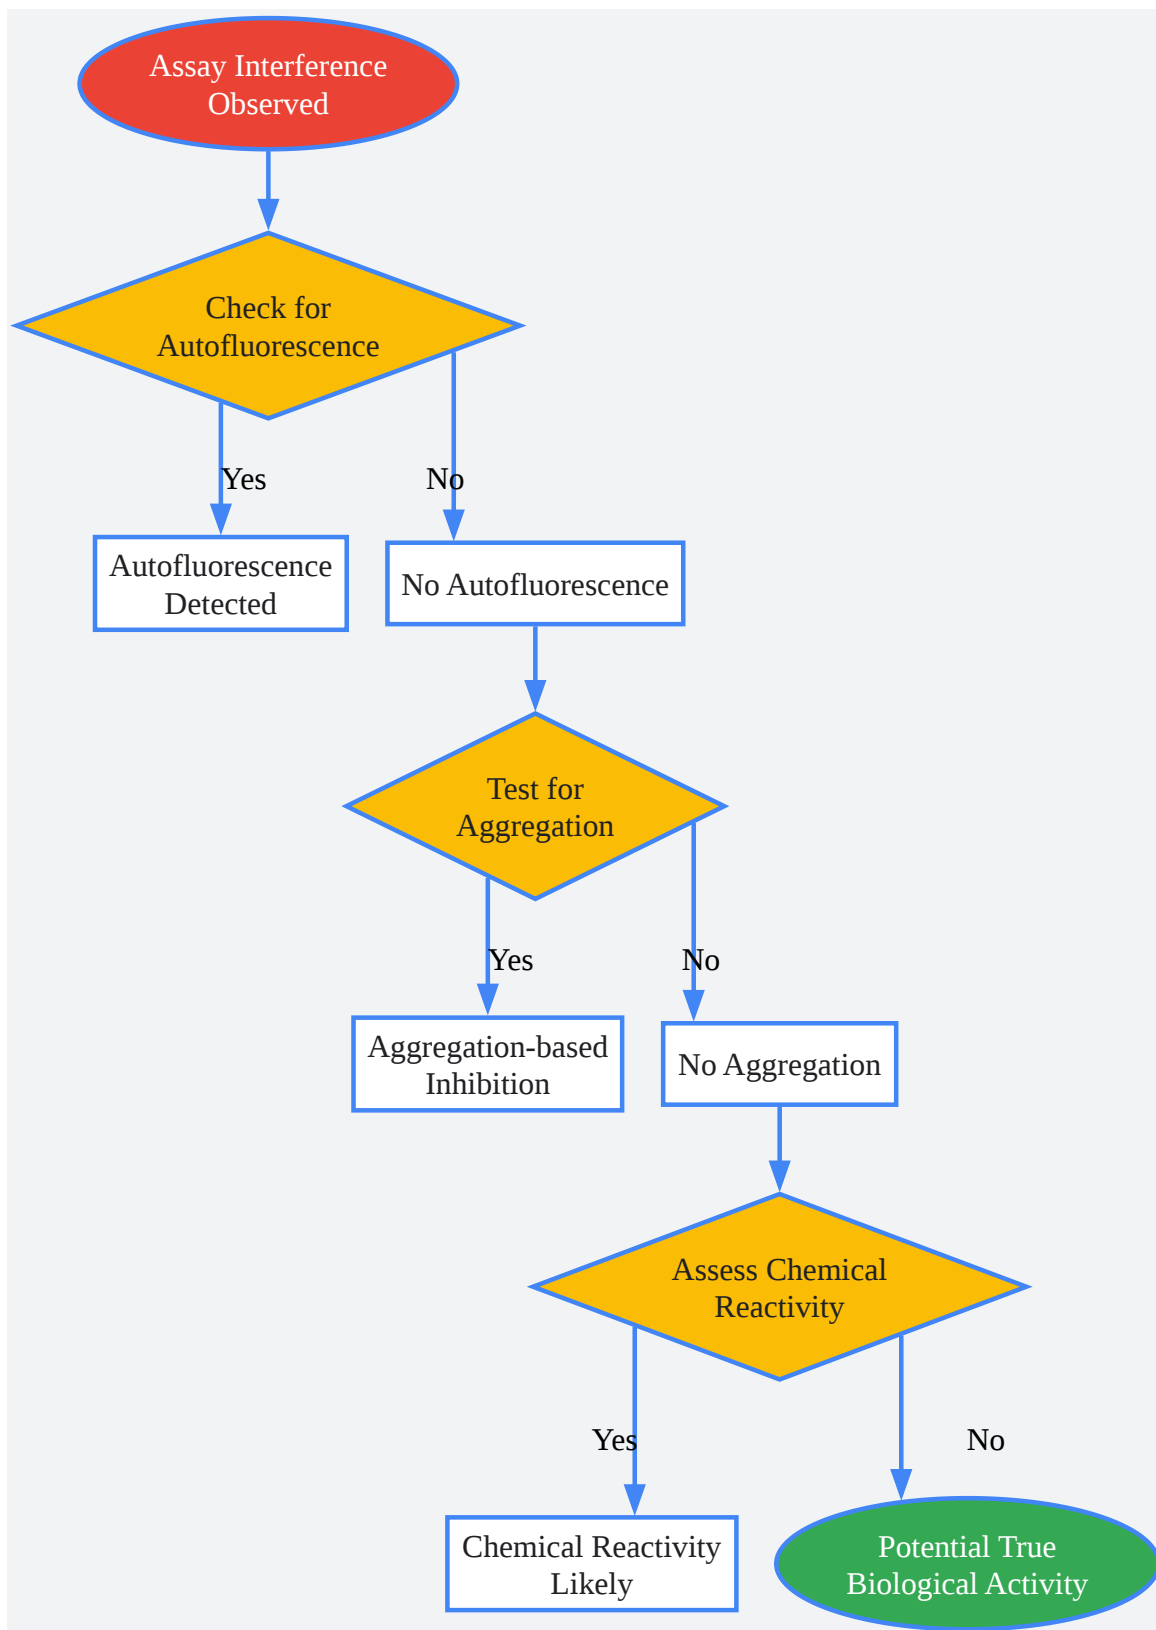 Assay Interference
Observed
Check for
Autofluorescence
Yes
No
Autofluorescence
Detected
No Autofluorescence
Test for
Aggregation
Yes
No
Aggregation-based
Inhibition
No Aggregation
Assess Chemical
Reactivity
Yes
No
Chemical Reactivity
Likely
Potential True
Biological Activity